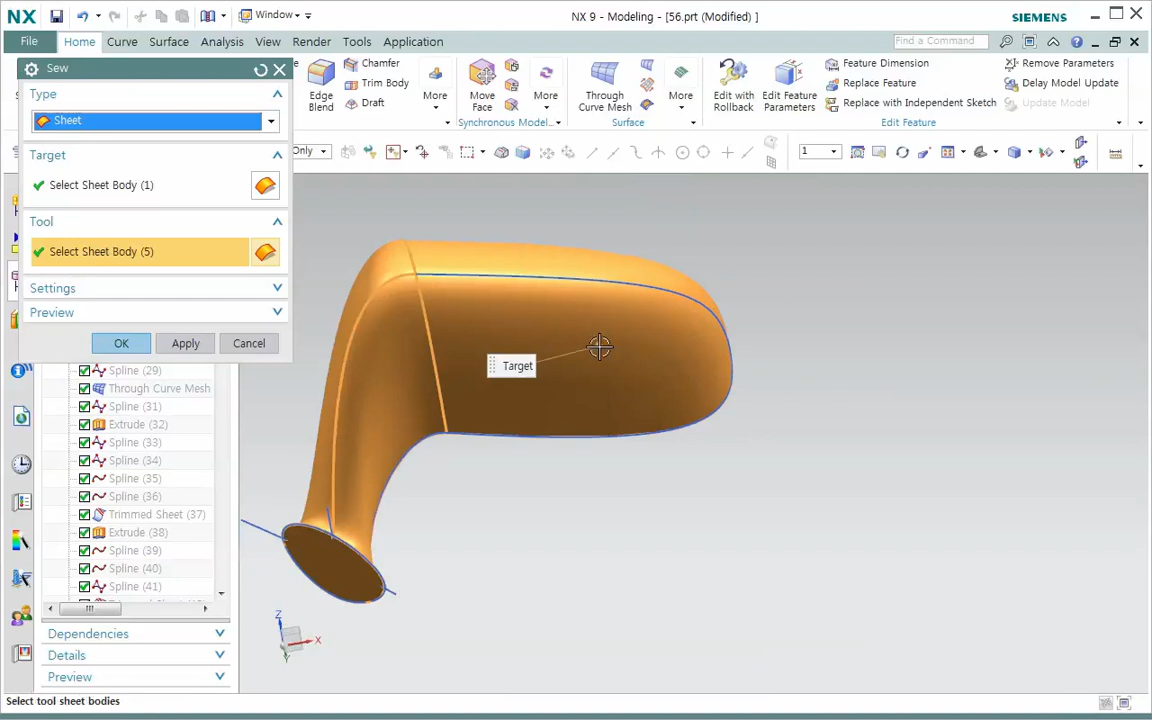 NX
Window
NX 9 - Modeling - [56.prt (Modified) ]
SIEMENS
File
Home
Curve
Surface
Analysis
View
Render
Tools
Application
Find a Command
Sew
Type
Sheet
Target
Select Sheet Body (1)
Tool
Select Sheet Body (5)
Settings
Preview
OK
Apply
Cancel
Edge
Blend
Chamfer
Trim Body
Draft
More
Move
Face
More
Synchronous Model...
Through
Curve Mesh
More
Surface
Edit with
Rollback
Edit Feature
Parameters
Feature Dimension
Replace Feature
Replace with Independent Sketch
Remove Parameters
Delay Model Update
Update Model
Edit Feature
Only
1
Target
Spline (29)
Through Curve Mesh
Spline (31)
Extrude (32)
Spline (33)
Spline (34)
Spline (35)
Spline (36)
Trimmed Sheet (37)
Extrude (38)
Spline (39)
Spline (40)
Spline (41)
Dependencies
Details
Preview
Z
X
Y
Select tool sheet bodies